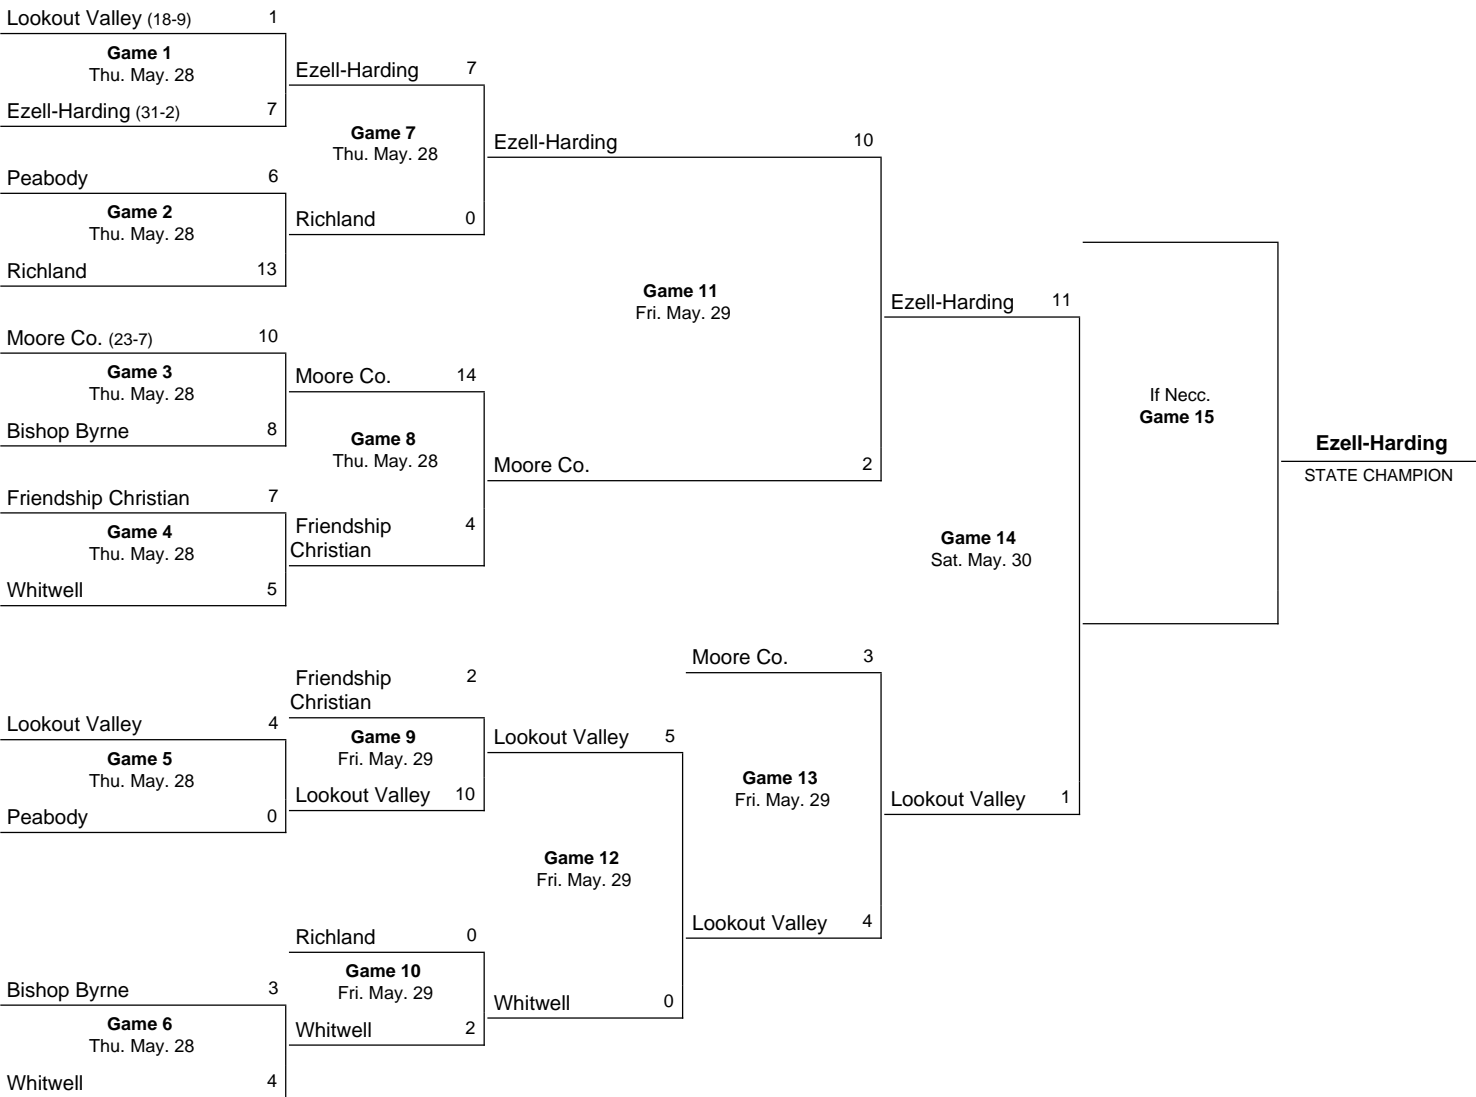 Lookout Valley (18-9) 1
Game 1
Thu. May. 28
Ezell-Harding (31-2) 7
Peabody 6
Game 2
Thu. May. 28
Richland 13
Moore Co. (23-7) 10
Game 3
Thu. May. 28
Bishop Byrne 8
Friendship Christian 7
Game 4
Thu. May. 28
Whitwell 5
Lookout Valley 4
Game 5
Thu. May. 28
Peabody 0
Bishop Byrne 3
Game 6
Thu. May. 28
Whitwell 4
Ezell-Harding 7
Game 7
Thu. May. 28
Richland 0
Moore Co. 14
Game 8
Thu. May. 28
Friendship 4
Christian
Friendship 2
Christian
Game 9
Fri. May. 29
Lookout Valley 10
Richland 0
Game 10
Fri. May. 29
Whitwell 2
Ezell-Harding 10
Game 11
Fri. May. 29
Moore Co. 2
Lookout Valley 5
Game 12
Fri. May. 29
Whitwell 0
Moore Co. 3
Game 13
Fri. May. 29
Lookout Valley 4
Ezell-Harding 11
Game 14
Sat. May. 30
Lookout Valley 1
If Necc.
Game 15
Ezell-Harding
STATE CHAMPION